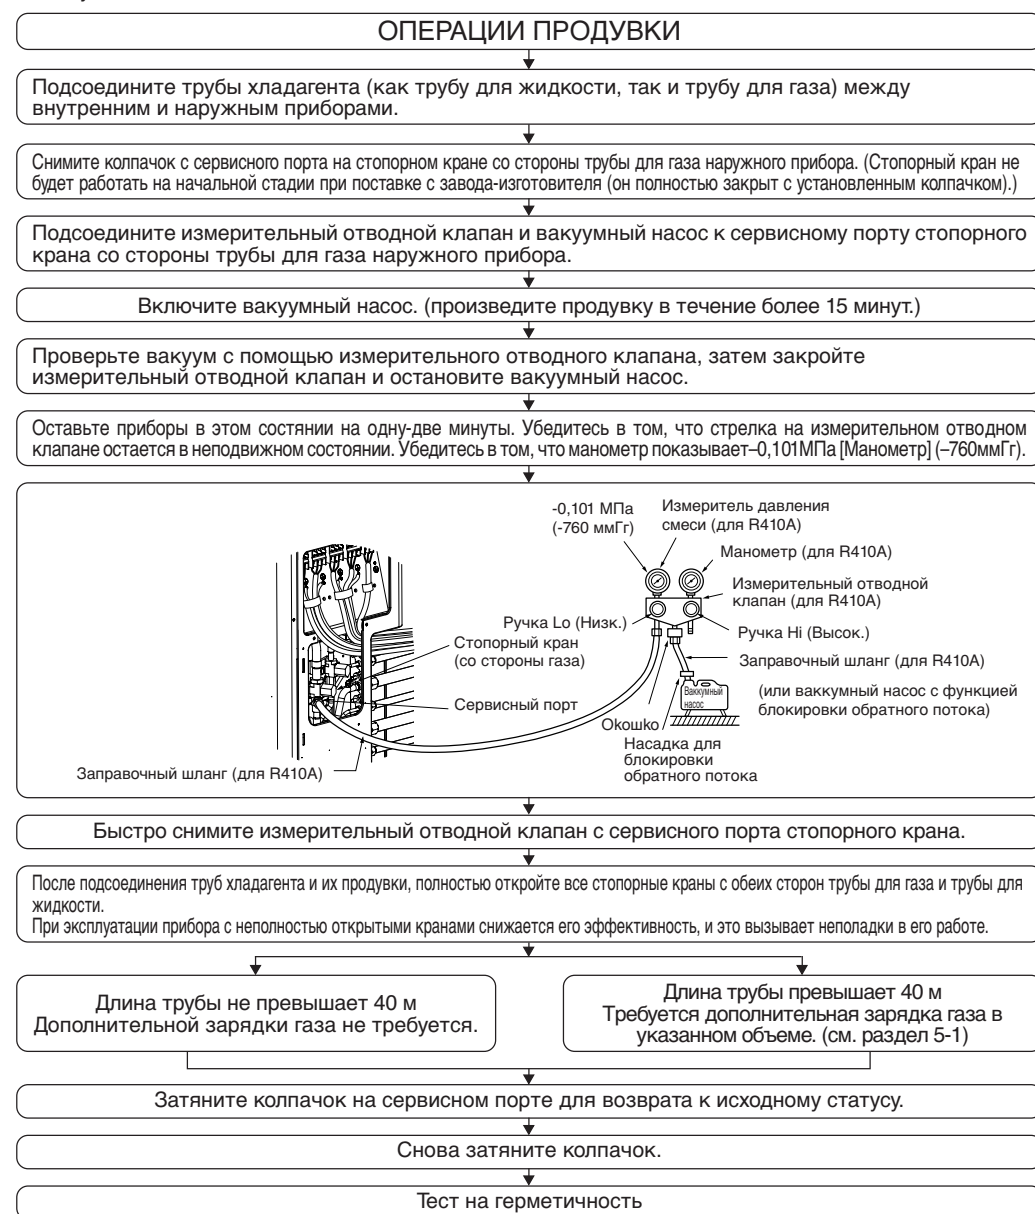 ОПЕРАЦИИ ПРОДУВКИ
Подсоедините трубы хладагента (как трубу для жидкости, так и трубу для газа) между
внутренним и наружным приборами.
Снимите колпачок с сервисного порта на стопорном кране со стороны трубы для газа наружного прибора. (Стопорный кран не
будет работать на начальной стадии при поставке с завода-изготовителя (он полностью закрыт с установленным колпачком).)
Подсоедините измерительный отводной клапан и вакуумный насос к сервисному порту стопорного
крана со стороны трубы для газа наружного прибора.
Включите вакуумный насос. (произведите продувку в течение более 15 минут.)
Проверьте вакуум с помощью измерительного отводного клапана, затем закройте
измерительный отводной клапан и остановите вакуумный насос.
Оставьте приборы в этом состянии на одну-две минуты. Убедитесь в том, что стрелка на измерительном отводном
клапане остается в неподвижном состоянии. Убедитесь в том, что манометр показывает–0,101МПа [Манометр] (–760ммГг).
-0,101 МПа
(-760 ммГг)
Измеритель давления
смеси (для R410A)
Манометр (для R410A)
Измерительный отводной
клапан (для R410A)
Ручка Lo (Низк.)
Ручка Hi (Высок.)
Стопорный кран
(со стороны газа)
Заправочный шланг (для R410A)
Ваккумный
насос
(или ваккумный насос с функцией
блокировки обратного потока)
Сервисный порт
Окошко
Насадка для
блокировки
обратного потока
Заправочный шланг (для R410A)
Быстро снимите измерительный отводной клапан с сервисного порта стопорного крана.
После подсоединения труб хладагента и их продувки, полностью откройте все стопорные краны с обеих сторон трубы для газа и трубы для
жидкости.
При эксплуатации прибора с неполностью открытыми кранами снижается его эффективность, и это вызывает неполадки в его работе.
Длина трубы не превышает 40 м
Дополнительной зарядки газа не требуется.
Длина трубы превышает 40 м
Требуется дополнительная зарядка газа в
указанном объеме. (см. раздел 5-1)
Затяните колпачок на сервисном порте для возврата к исходному статусу.
Снова затяните колпачок.
Тест на герметичность